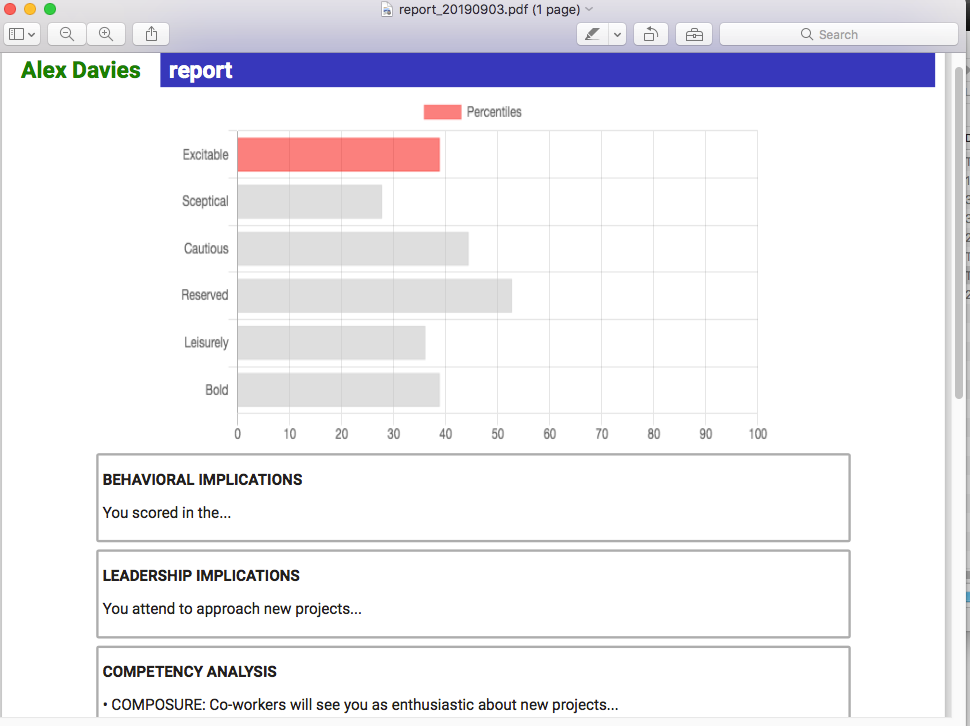 report_20190903.pdf (1 page)
Search
Alex Davies report
Percentiles
Excitable
Sceptical
Cautious
Reserved
Leisurely
Bold
0 10 20 30 40 50 60 70 80 90 100
BEHAVIORAL IMPLICATIONS
You scored in the...
LEADERSHIP IMPLICATIONS
You attend to approach new projects...
COMPETENCY ANALYSIS
• COMPOSURE: Co-workers will see you as enthusiastic about new projects...